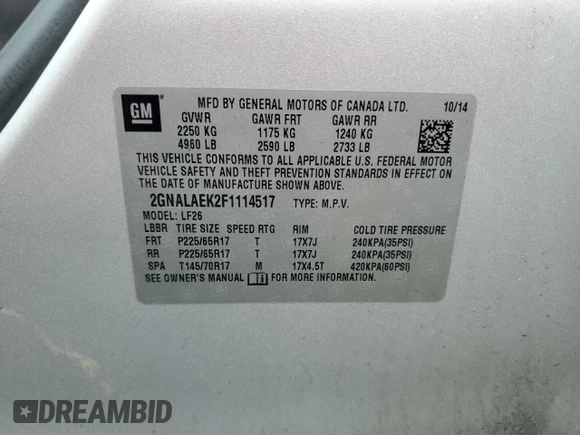 GM
MFD BY GENERAL MOTORS OF CANADA LTD. 10/14
GVWR GAWR FRT GAWR RR
2250 KG 1175 KG 1240 KG
4960 LB 2590 LB 2733 LB
THIS VEHICLE CONFORMS TO ALL APPLICABLE U.S. FEDERAL MOTOR
VEHICLE SAFETY AND THEFT PREVENTION STANDARDS IN EFFECT ON
THE DATE OF MANUFACTURE SHOWN ABOVE.
2GNALAEK2F1114517 TYPE: M.P.V.
MODEL: LF26
LBBR TIRE SIZE SPEED RTG RIM COLD TIRE PRESSURE
FRT P225/65R17 T 17X7J 240KPA(35PSI)
RR P225/65R17 T 17X7J 240KPA(35PSI)
SPA T145/70R17 M 17X4.5T 420KPA(60PSI)
SEE OWNER'S MANUAL FOR MORE INFORMATION.
DREAMBID